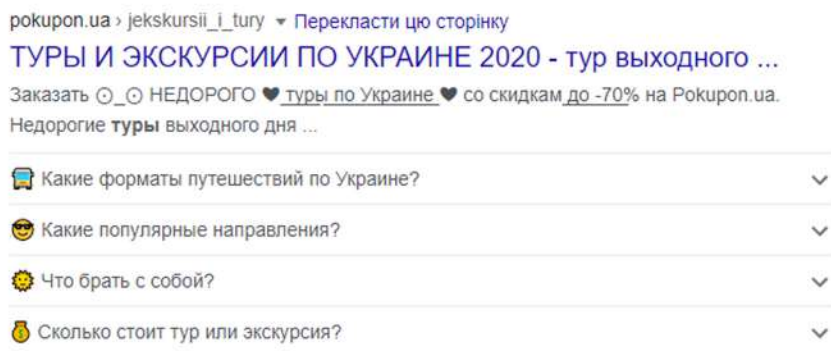 pokupon.ua › jekskursii_i_tury ▾ Перекласти цю сторінку
ТУРЫ И ЭКСКУРСИИ ПО УКРАИНЕ 2020 - тур выходного ...
Заказать ⊙_⊙ НЕДОРОГО ♥ туры по Украине ♥ со скидкам до -70% на Pokupon.ua.
Недорогие туры выходного дня ...
🚌 Какие форматы путешествий по Украине?
😎 Какие популярные направления?
🌞 Что брать с собой?
💰 Сколько стоит тур или экскурсия?